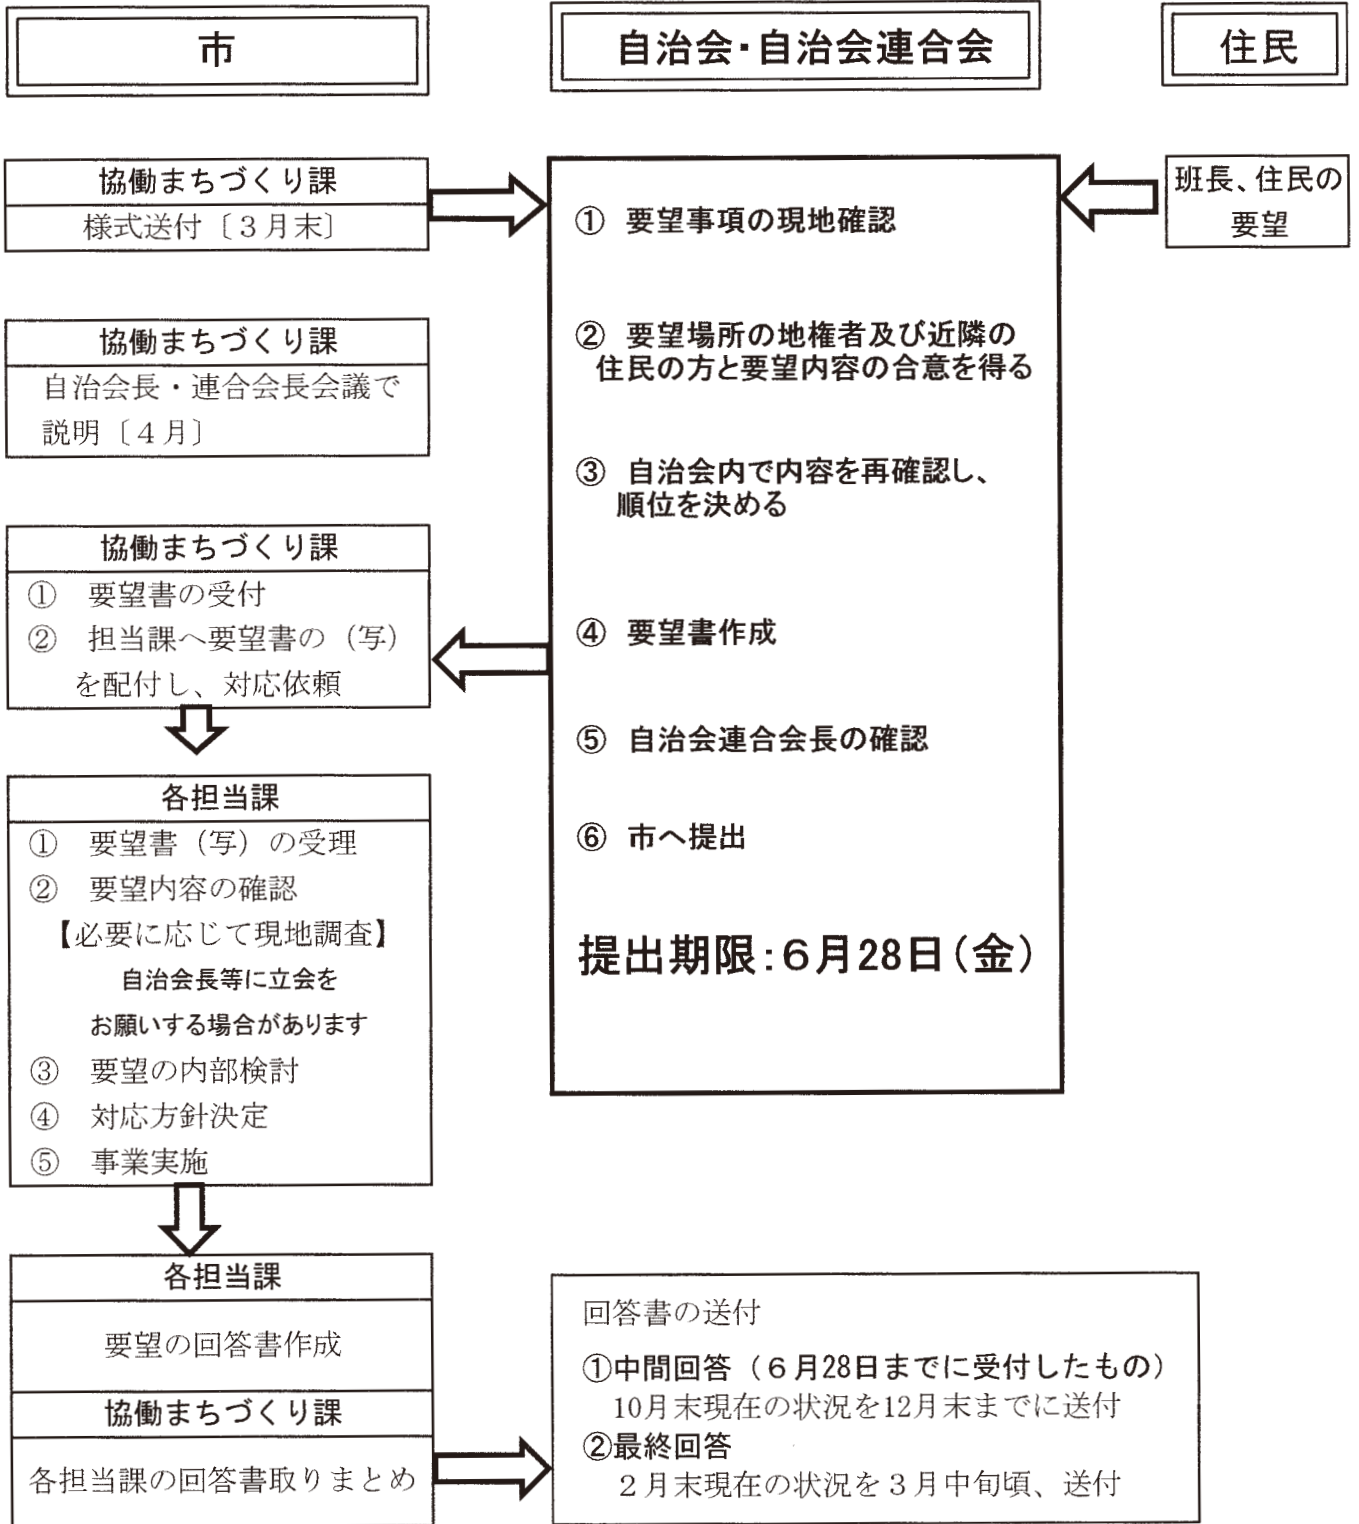 市
自治会・自治会連合会
住民
協働まちづくり課
様式送付〔３月末〕
協働まちづくり課
自治会長・連合会長会議で
説明〔４月〕
協働まちづくり課
① 要望書の受付
② 担当課へ要望書の（写）
を配付し、対応依頼
各担当課
① 要望書（写）の受理
② 要望内容の確認
【必要に応じて現地調査】
自治会長等に立会を
お願いする場合があります
③ 要望の内部検討
④ 対応方針決定
⑤ 事業実施
各担当課
要望の回答書作成
協働まちづくり課
各担当課の回答書取りまとめ
① 要望事項の現地確認
② 要望場所の地権者及び近隣の
住民の方と要望内容の合意を得る
③ 自治会内で内容を再確認し、
順位を決める
④ 要望書作成
⑤ 自治会連合会長の確認
⑥ 市へ提出
提出期限：６月28日（金）
班長、住民の
要望
回答書の送付
①中間回答（６月28日までに受付したもの）
10月末現在の状況を12月末までに送付
②最終回答
２月末現在の状況を３月中旬頃、送付